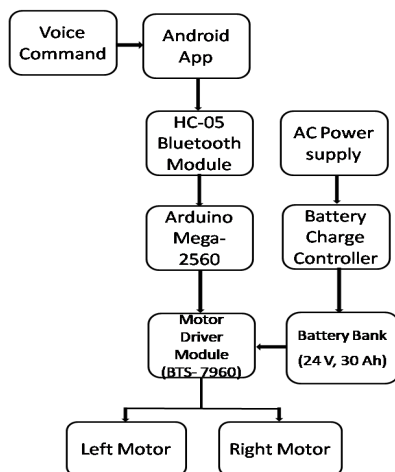 Voice
Command
Android
App
HC-05
Bluetooth
Module
AC Power
supply
Arduino
Mega-
2560
Battery
Charge
Controller
Motor
Driver
Module
(BTS- 7960)
Battery Bank
(24 V, 30 Ah)
Left Motor
Right Motor